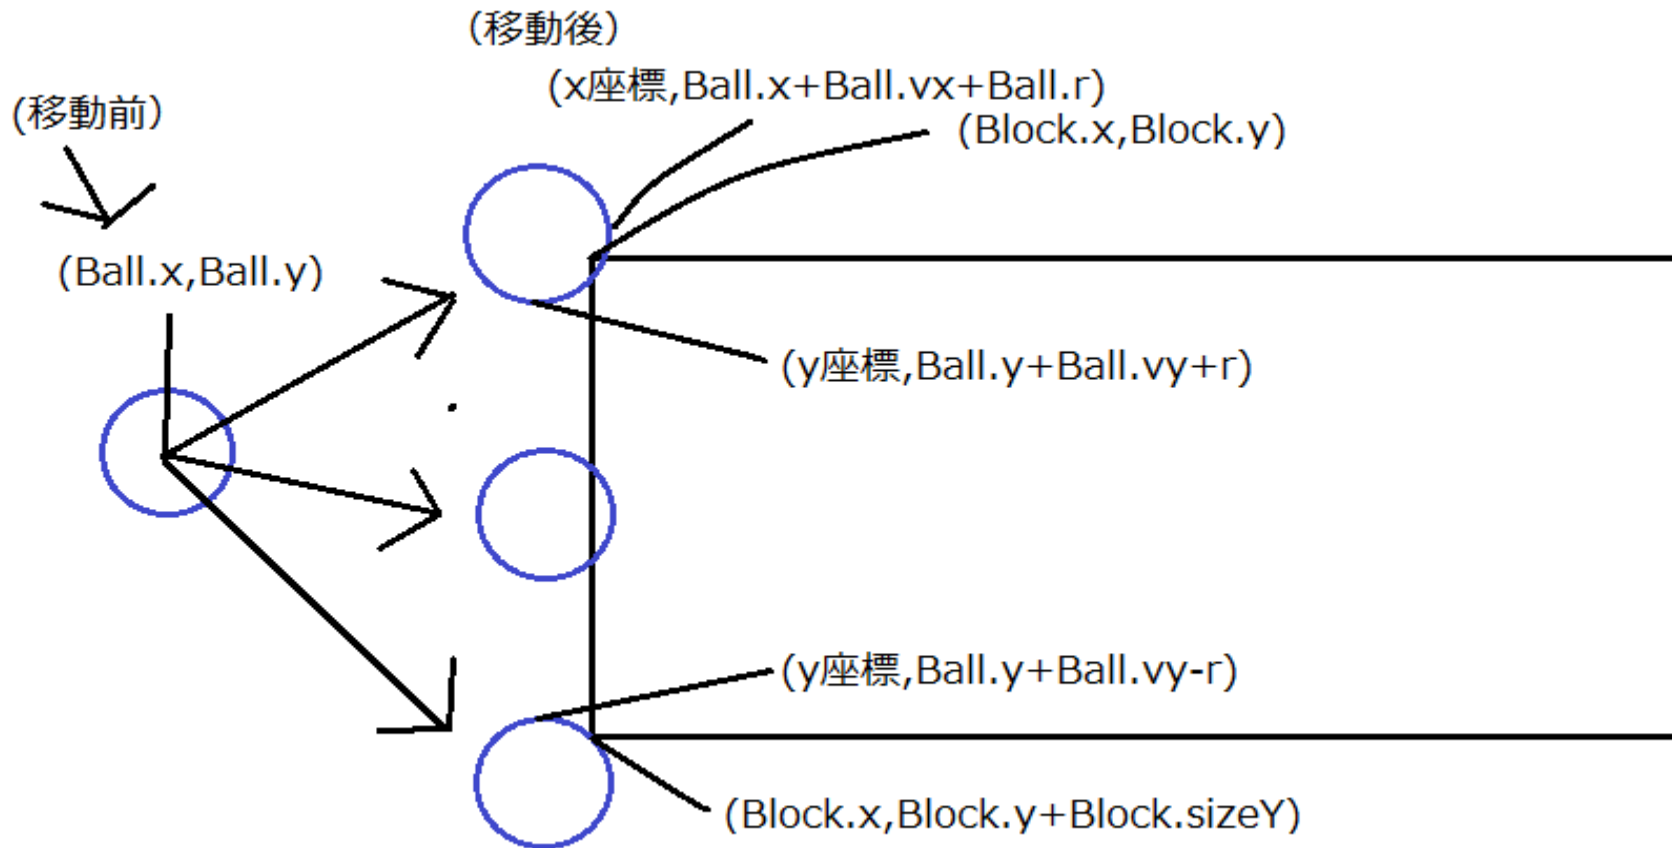 （移動後）
(x座標,Ball.x+Ball.vx+Ball.r)
(移動前）
(Block.x,Block.y)
(Ball.x,Ball.y)
(y座標,Ball.y+Ball.vy+r)
(y座標,Ball.y+Ball.vy-r)
(Block.x,Block.y+Block.sizeY)